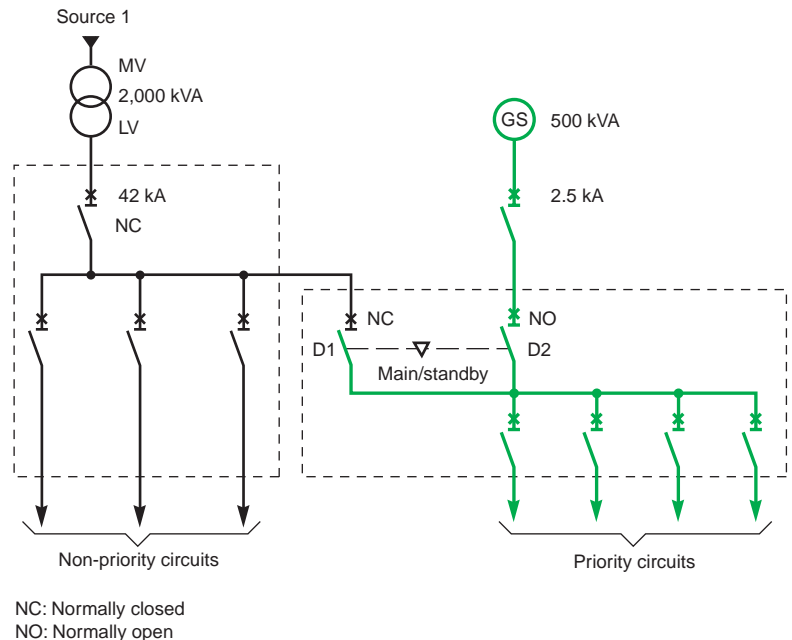 Source 1
MV
2,000 kVA
LV
GS
500 kVA
42 kA
NC
2.5 kA
NC
NO
D1
D2
Main/standby
Non-priority circuits
Priority circuits
NC: Normally closed
NO: Normally open